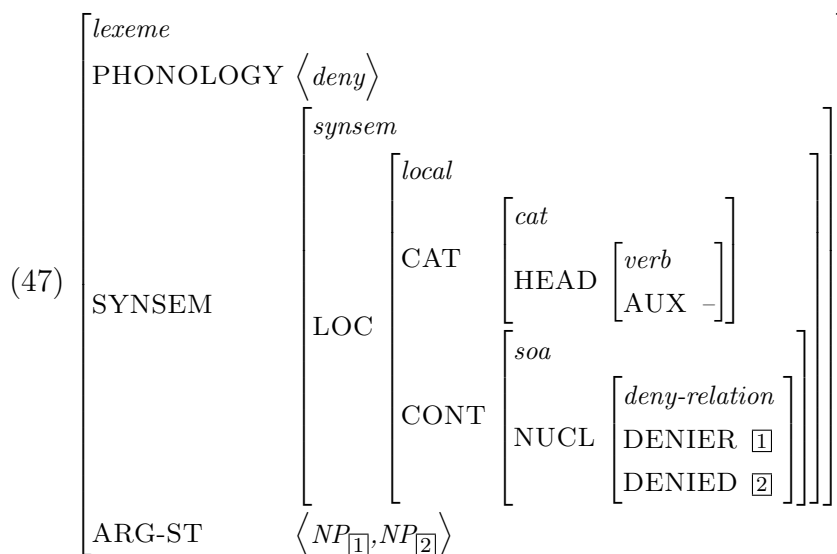 lexeme
PHONOLOGY ⟨deny⟩
synsem
local
cat
CAT
HEAD
verb
AUX –
(47)
SYNSEM
LOC
soa
CONT
NUCL
deny-relation
DENIER 1
DENIED 2
ARG-ST ⟨NP1,NP2⟩